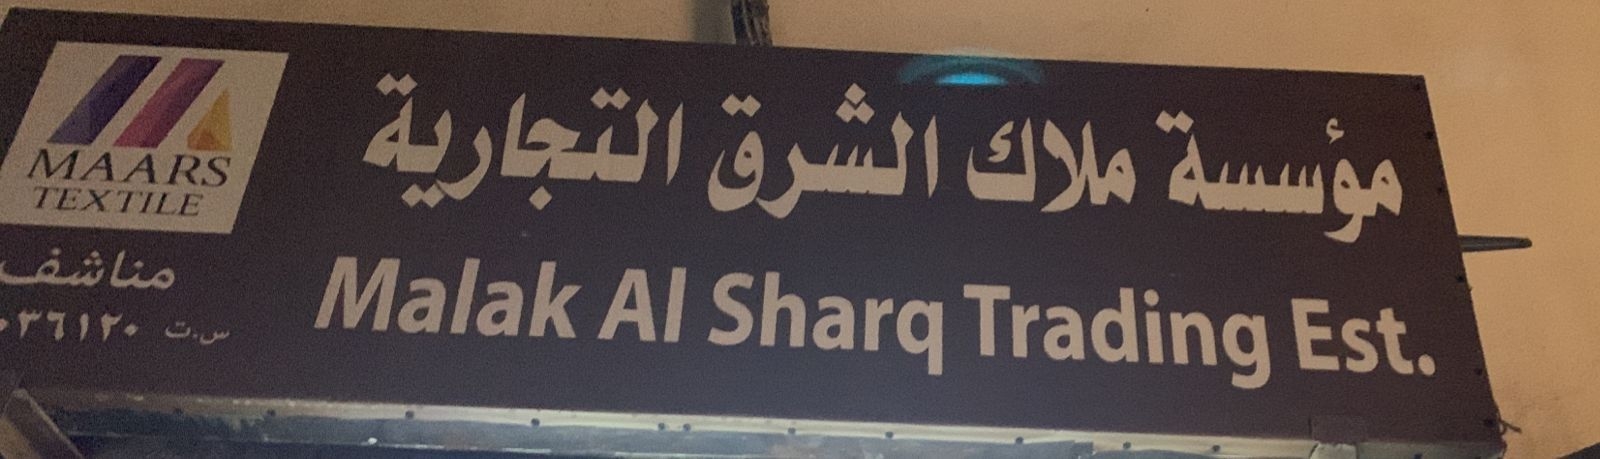 مؤسسة ملاك الشرق التجارية
Malak Al Sharq Trading Est.
MAARS
TEXTILE
مناشف
س.ت